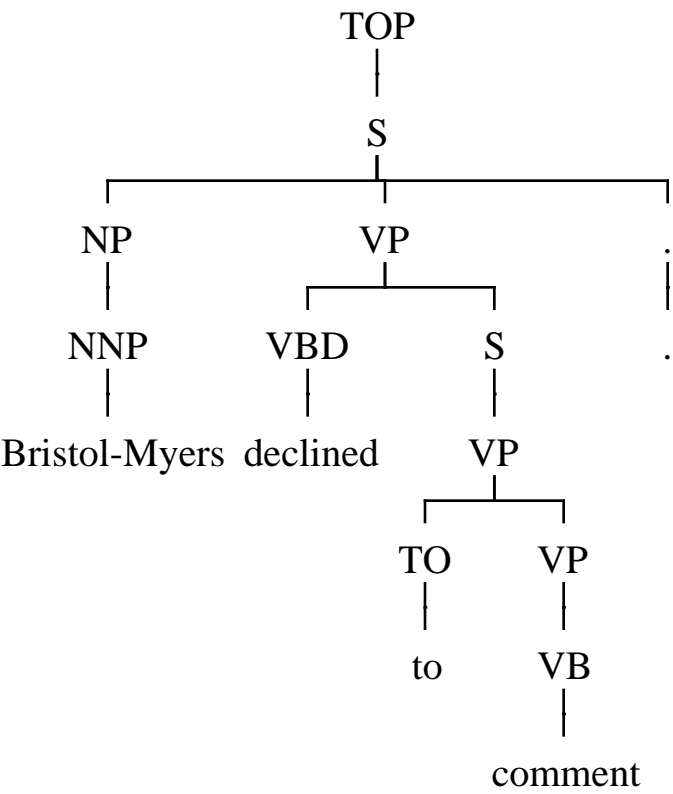 TOP
S
NP VP .
NNP VBD S .
Bristol-Myers declined VP
TO VP
to VB
comment